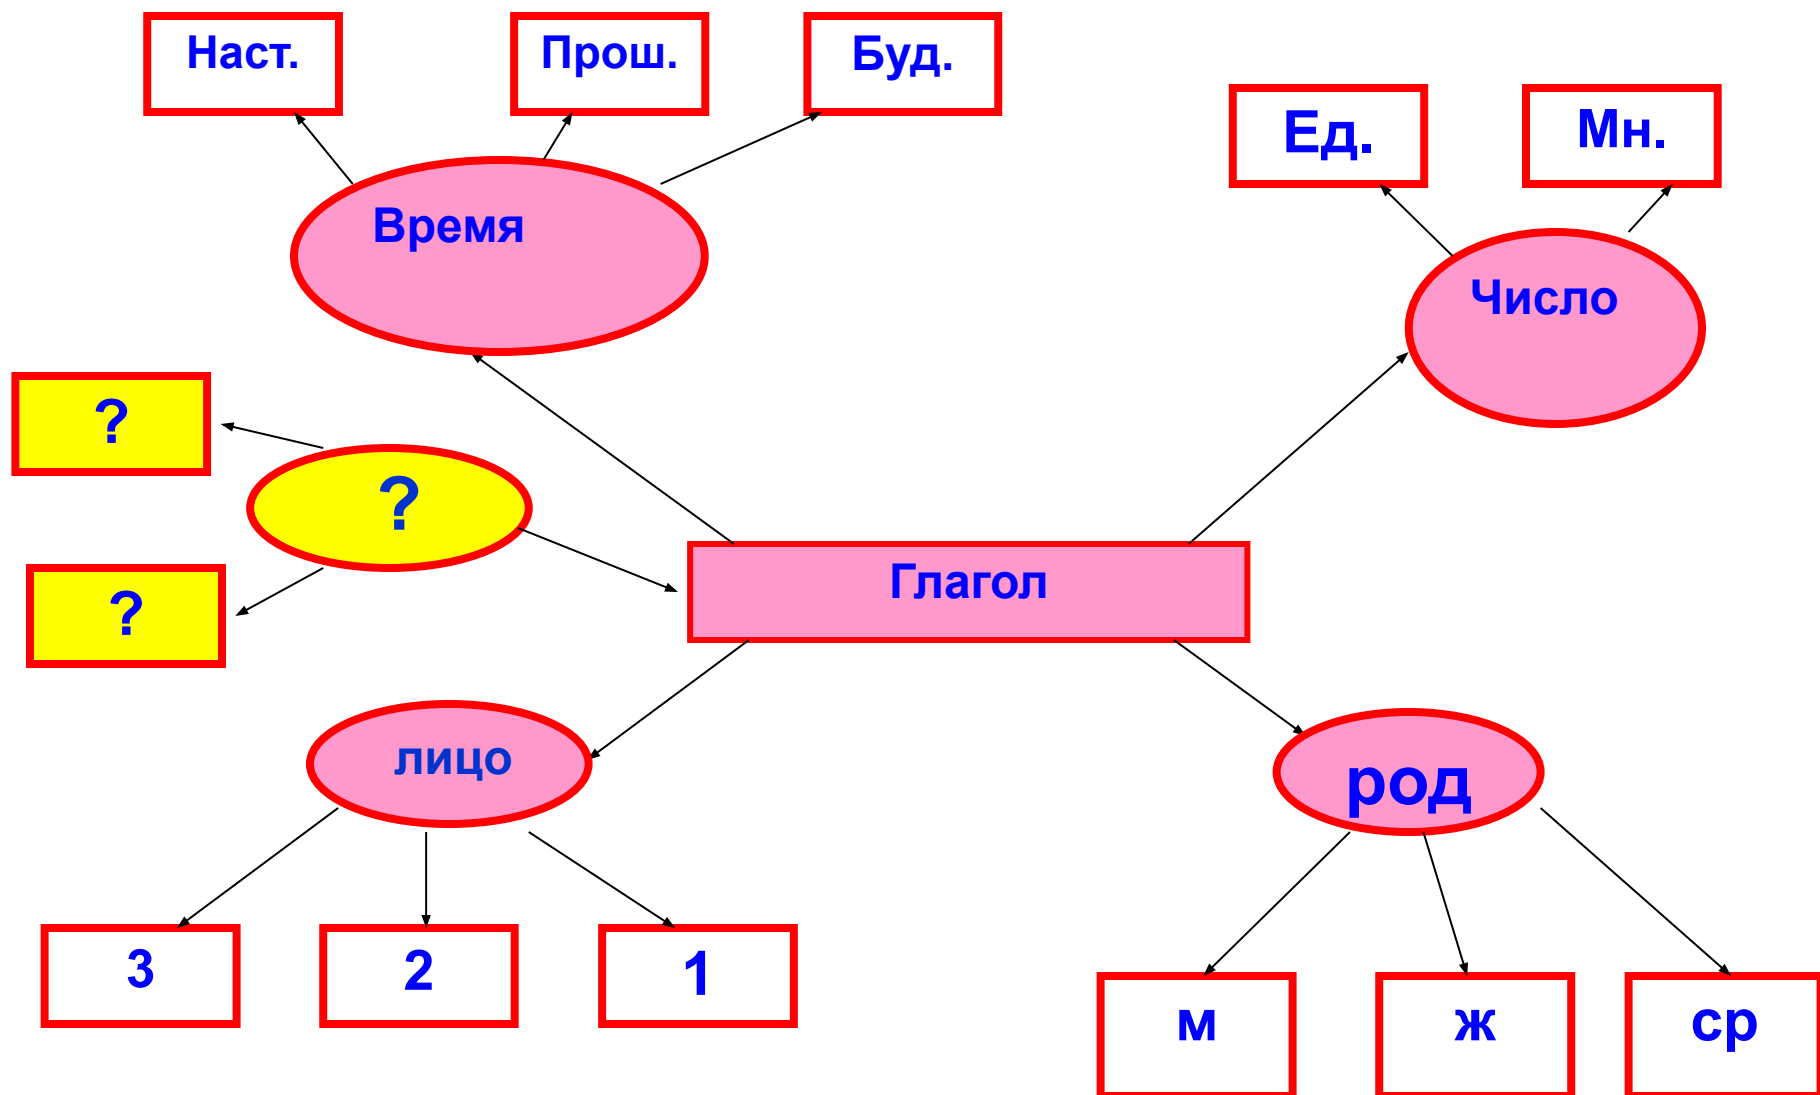 Наст.
Прош.
Буд.
Ед.
Мн.
Время
Число
?
?
?
Глагол
лицо
род
3
2
1
м
ж
ср